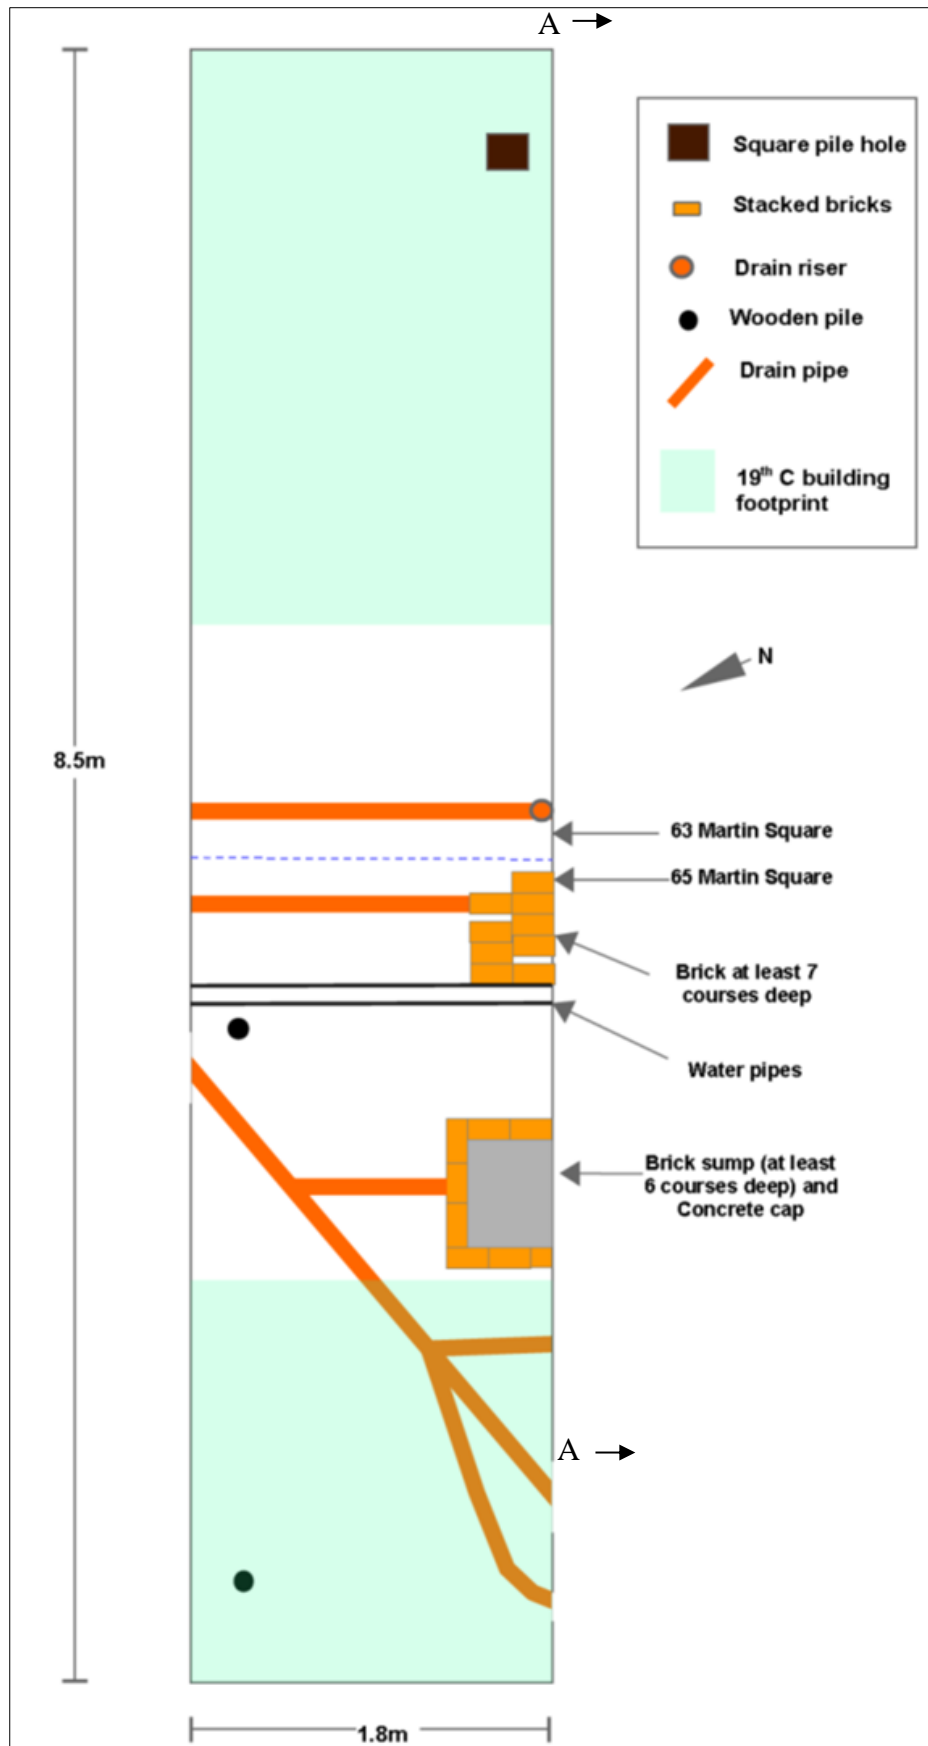 A
Square pile hole
Stacked bricks
Drain riser
Wooden pile
Drain pipe
19th C building
footprint
N
8.5m
63 Martin Square
65 Martin Square
Brick at least 7
courses deep
Water pipes
Brick sump (at least
6 courses deep) and
Concrete cap
A
1.8m